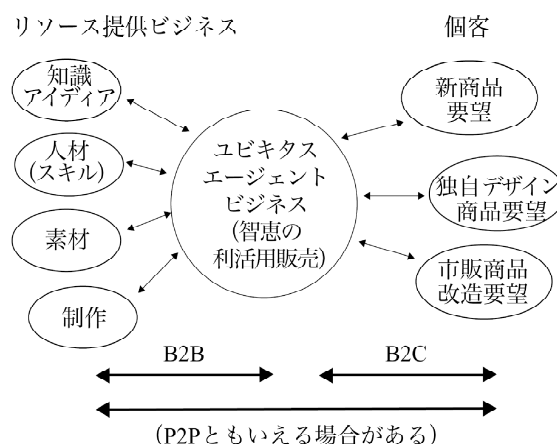 リソース提供ビジネス
個客
知識
アイディア
人材
(スキル)
素材
制作
ユビキタス
エージェント
ビジネス
(智恵の
利活用販売)
新商品
要望
独自デザイン
商品要望
市販商品
改造要望
B2B
B2C
(P2Pともいえる場合がある)